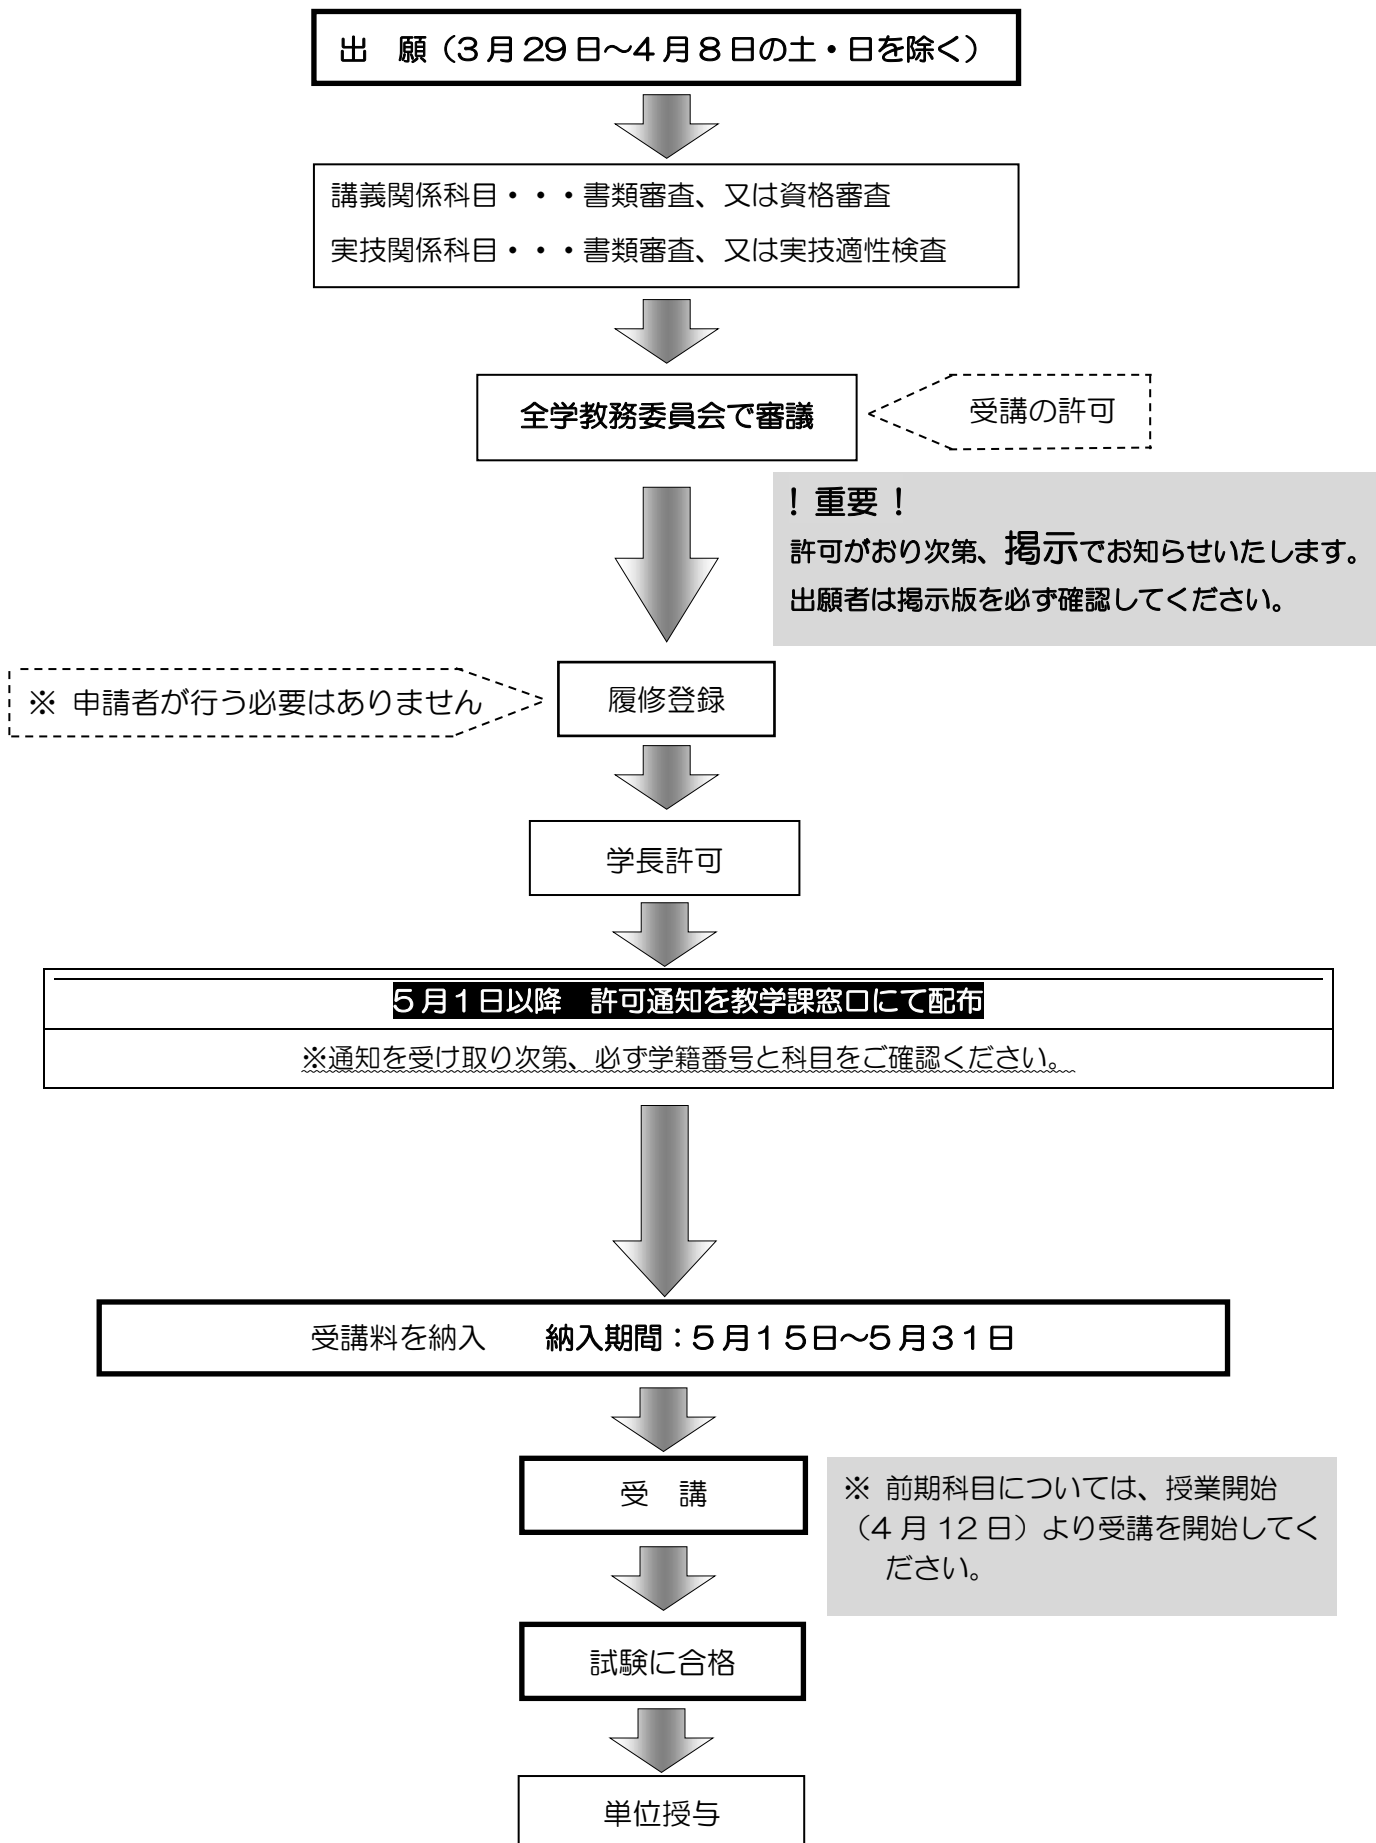 出　願（3月29日～4月8日の土・日を除く）
講義関係科目・・・書類審査、又は資格審査
実技関係科目・・・書類審査、又は実技適性検査
全学教務委員会で審議
受講の許可
！重要！
許可がおり次第、掲示でお知らせいたします。
出願者は掲示版を必ず確認してください。
※ 申請者が行う必要はありません
履修登録
学長許可
5月1日以降　許可通知を教学課窓口にて配布
※通知を受け取り次第、必ず学籍番号と科目をご確認ください。
受講料を納入　　納入期間：5月15日～5月31日
受　講
※ 前期科目については、授業開始
（4月12日）より受講を開始してく
ださい。
試験に合格
単位授与